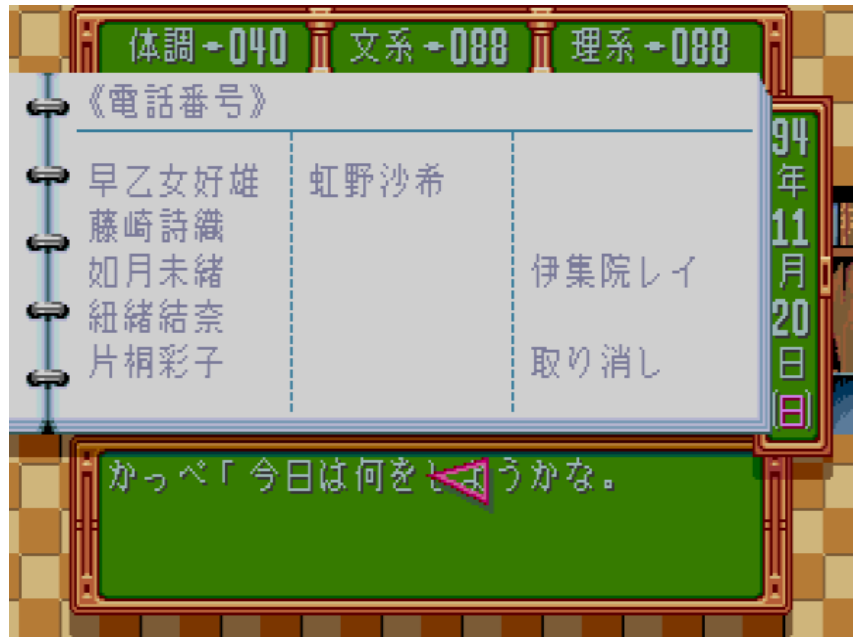 体調 040 文系 088 理系 088
《電話番号》
早乙女好雄 虹野沙希
藤崎詩織
如月未緒 伊集院レイ
紐緒結奈
片桐彩子 取り消し
94
年
11
月
20
日
(日)
かっぺ「今日は何をしようかな。